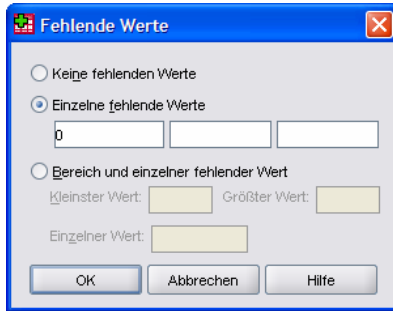 Fehlende Werte
Keine fehlenden Werte
Einzelne fehlende Werte
0
Bereich und einzelner fehlender Wert
Kleinster Wert: Größter Wert:
Einzelner Wert:
OK Abbrechen Hilfe